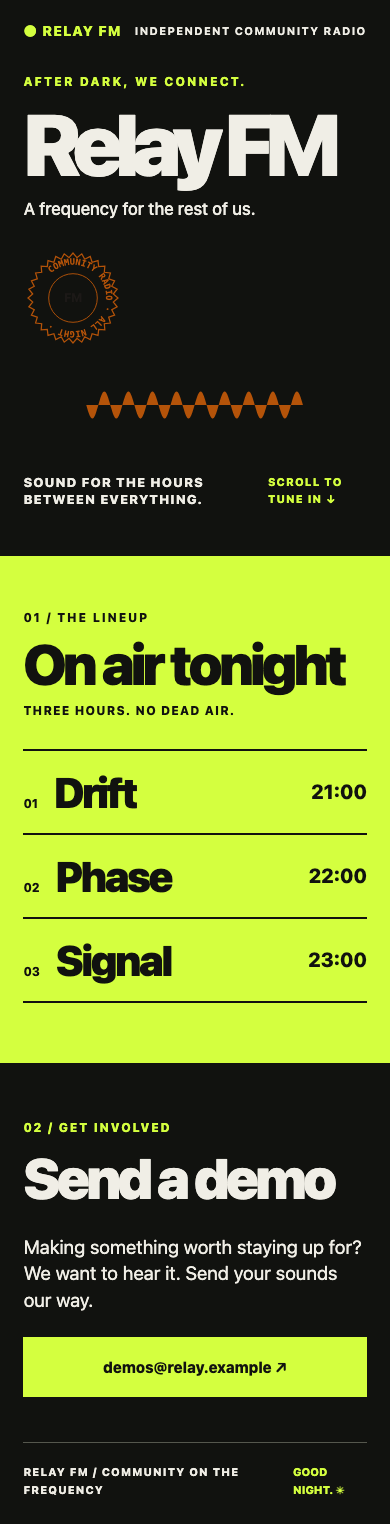 RELAY FM
INDEPENDENT COMMUNITY RADIO
AFTER DARK, WE CONNECT.
Relay FM
A frequency for the rest of us.
COMMUNITY RADIO · ALL NIGHT ·
FM
SOUND FOR THE HOURS
BETWEEN EVERYTHING.
SCROLL TO
TUNE IN ↓
01 / THE LINEUP
On air tonight
THREE HOURS. NO DEAD AIR.
01 Drift 21:00
02 Phase 22:00
03 Signal 23:00
02 / GET INVOLVED
Send a demo
Making something worth staying up for?
We want to hear it. Send your sounds
our way.
demos@relay.example ↗
RELAY FM / COMMUNITY ON THE
FREQUENCY
GOOD
NIGHT. ✴